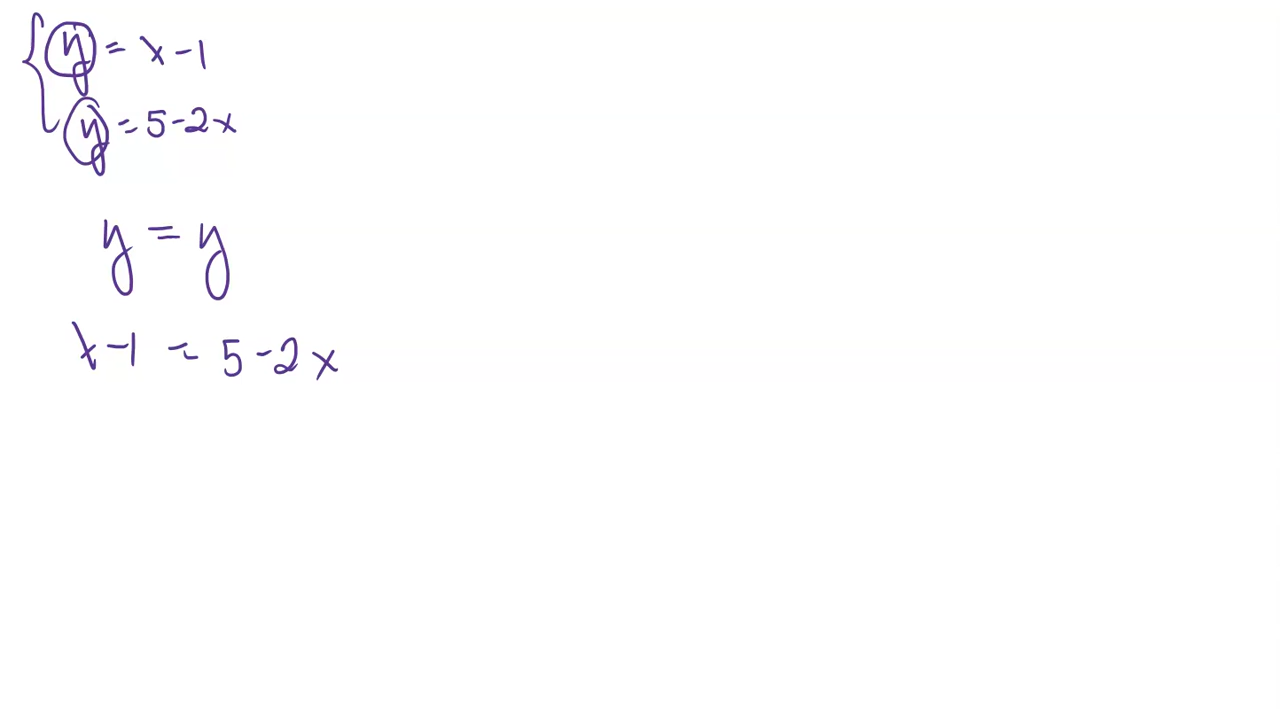 y = x - 1
y = 5 - 2x
y = y
x - 1 = 5 - 2x